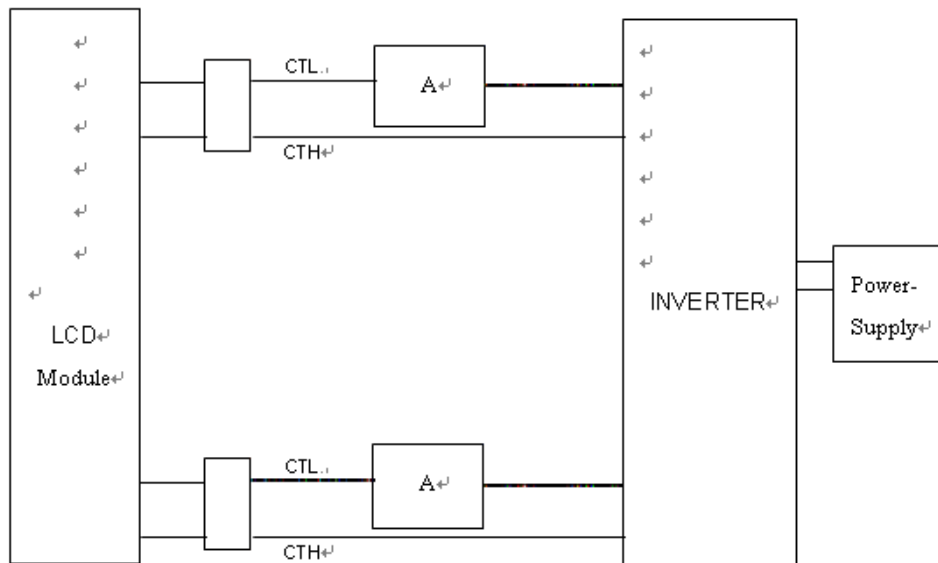 CTL
A
CTH
INVERTER
Power-
Supply
LCD
Module
CTL
A
CTH